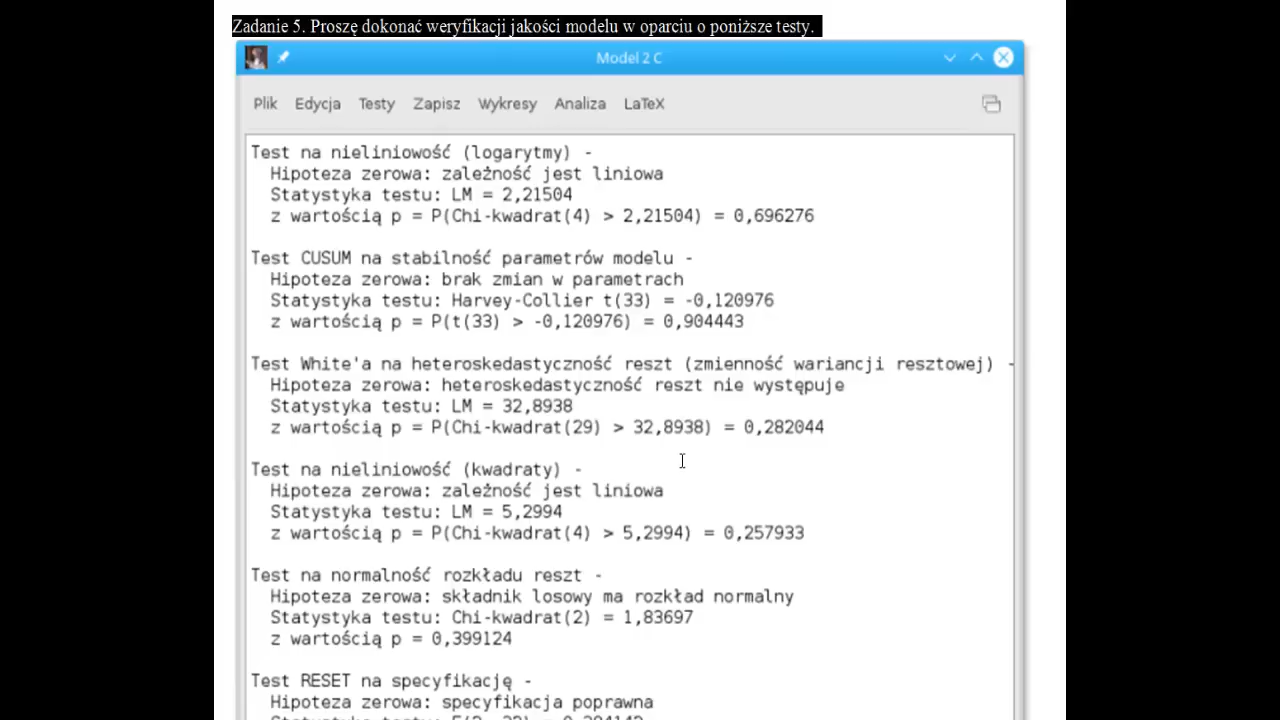 Zadanie 5. Proszę dokonać weryfikacji jakości modelu w oparciu o poniższe testy.
Model 2 C
Plik Edycja Testy Zapisz Wykresy Analiza LaTeX
Test na nieliniowość (logarytmy) -
Hipoteza zerowa: zależność jest liniowa
Statystyka testu: LM = 2,21504
z wartością p = P(Chi-kwadrat(4) > 2,21504) = 0,696276
Test CUSUM na stabilność parametrów modelu -
Hipoteza zerowa: brak zmian w parametrach
Statystyka testu: Harvey-Collier t(33) = -0,120976
z wartością p = P(t(33) > -0,120976) = 0,904443
Test White'a na heteroskedastyczność reszt (zmienność wariancji resztowej) -
Hipoteza zerowa: heteroskedastyczność reszt nie występuje
Statystyka testu: LM = 32,8938
z wartością p = P(Chi-kwadrat(29) > 32,8938) = 0,282044
Test na nieliniowość (kwadraty) -
Hipoteza zerowa: zależność jest liniowa
Statystyka testu: LM = 5,2994
z wartością p = P(Chi-kwadrat(4) > 5,2994) = 0,257933
Test na normalność rozkładu reszt -
Hipoteza zerowa: składnik losowy ma rozkład normalny
Statystyka testu: Chi-kwadrat(2) = 1,83697
z wartością p = 0,399124
Test RESET na specyfikację -
Hipoteza zerowa: specyfikacja poprawna
Statystyka testu: